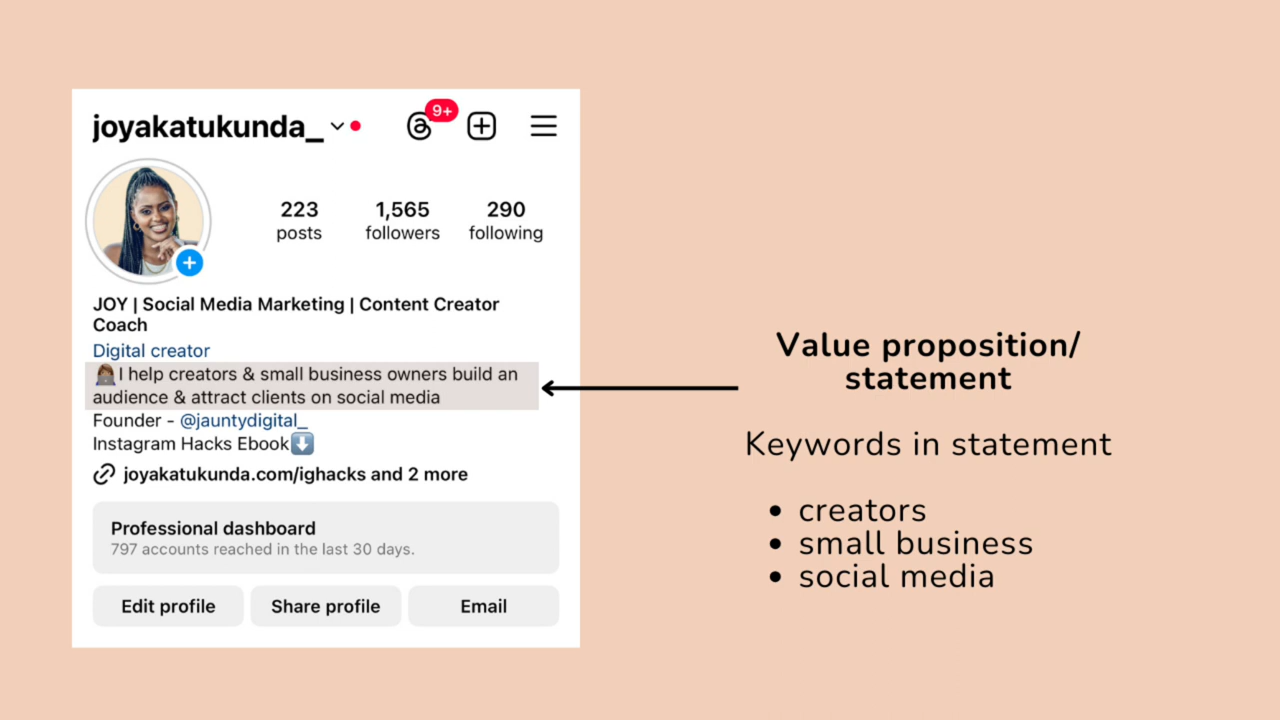 joyakatukunda_
9+
223
posts
1,565
followers
290
following
JOY | Social Media Marketing | Content Creator
Coach
Digital creator
I help creators & small business owners build an
audience & attract clients on social media
Founder - @jauntydigital_
Instagram Hacks Ebook
joyakatukunda.com/ighacks and 2 more
Professional dashboard
797 accounts reached in the last 30 days.
Edit profile
Share profile
Email
Value proposition/
statement
Keywords in statement
• creators
• small business
• social media